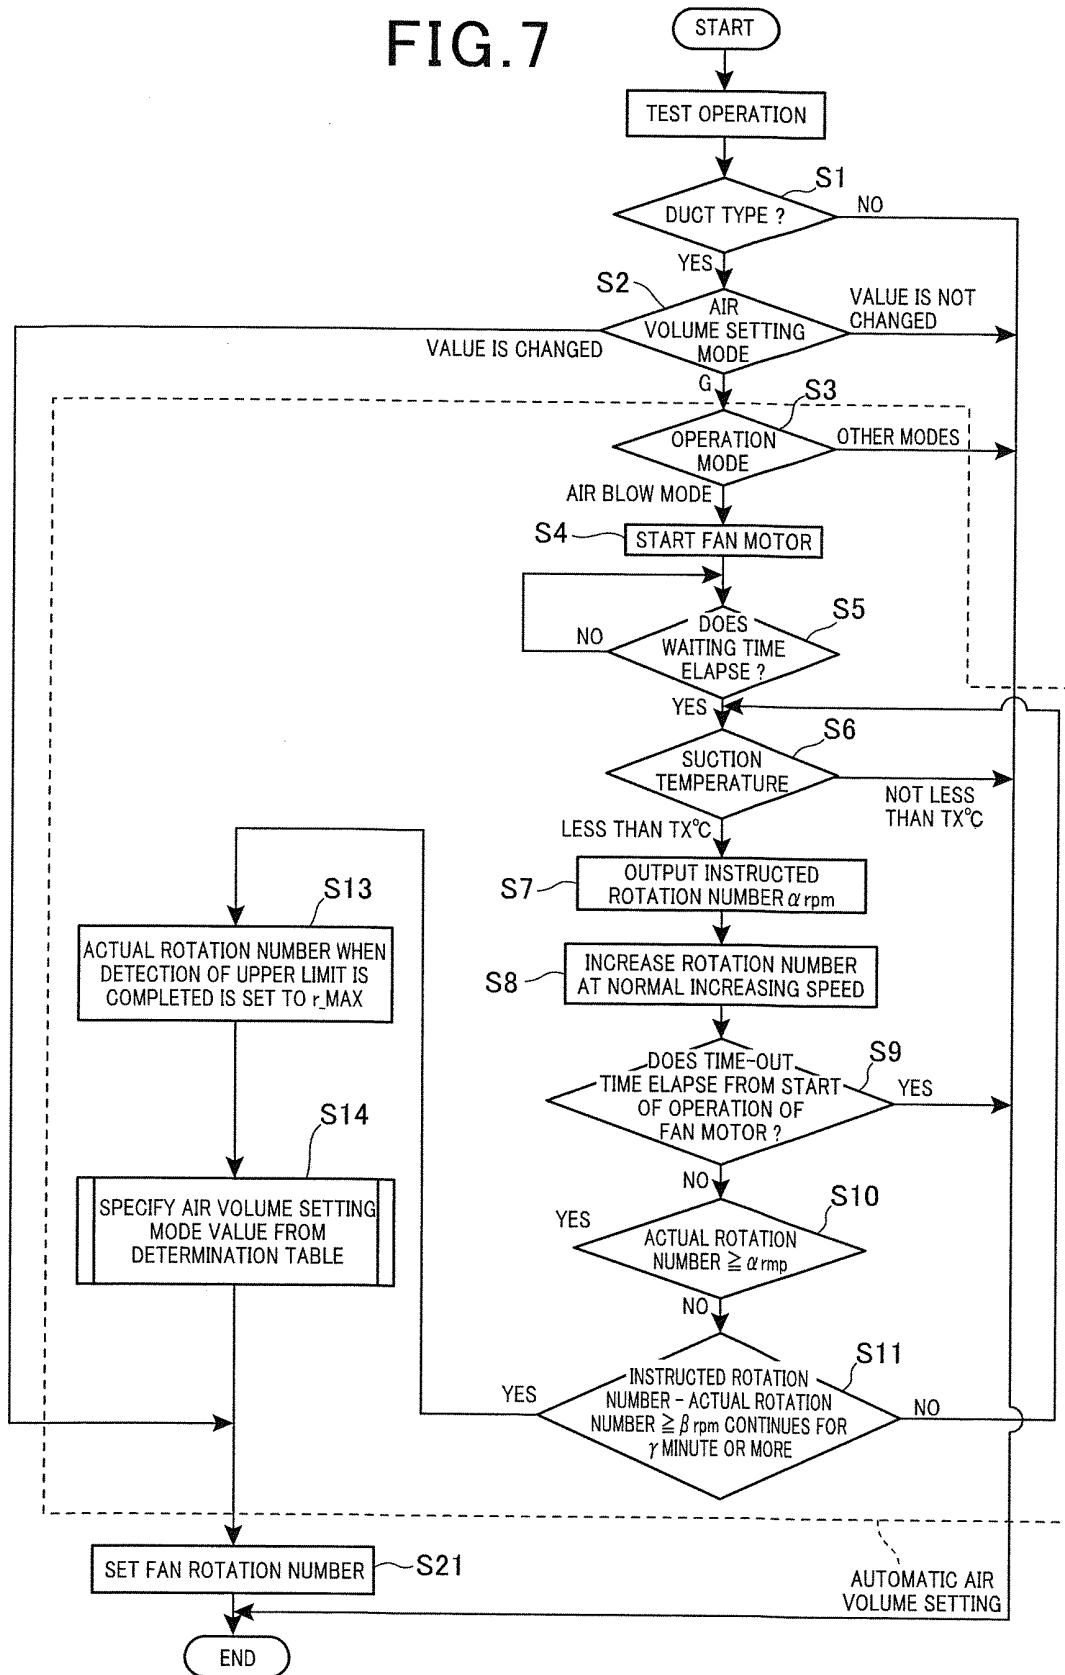 FIG.7
START
TEST OPERATION
S1
DUCT TYPE ?
NO
YES
S2
AIR
VOLUME SETTING
MODE
VALUE IS NOT
CHANGED
VALUE IS CHANGED
G
S3
OPERATION
MODE
OTHER MODES
AIR BLOW MODE
S4
START FAN MOTOR
S5
DOES
WAITING TIME
ELAPSE ?
NO
YES
S6
SUCTION
TEMPERATURE
NOT LESS
THAN TX℃
LESS THAN TX℃
S7
OUTPUT INSTRUCTED
ROTATION NUMBER α rpm
S8
INCREASE ROTATION NUMBER
AT NORMAL INCREASING SPEED
S9
DOES TIME-OUT
TIME ELAPSE FROM START
OF OPERATION OF
FAN MOTOR ?
YES
NO
S10
YES
ACTUAL ROTATION
NUMBER ≧ α rmp
NO
S11
INSTRUCTED ROTATION
NUMBER - ACTUAL ROTATION
NUMBER ≧ β rpm CONTINUES FOR
γ MINUTE OR MORE
YES
NO
S13
ACTUAL ROTATION NUMBER WHEN
DETECTION OF UPPER LIMIT IS
COMPLETED IS SET TO r_MAX
S14
SPECIFY AIR VOLUME SETTING
MODE VALUE FROM
DETERMINATION TABLE
SET FAN ROTATION NUMBER
S21
AUTOMATIC AIR
VOLUME SETTING
END